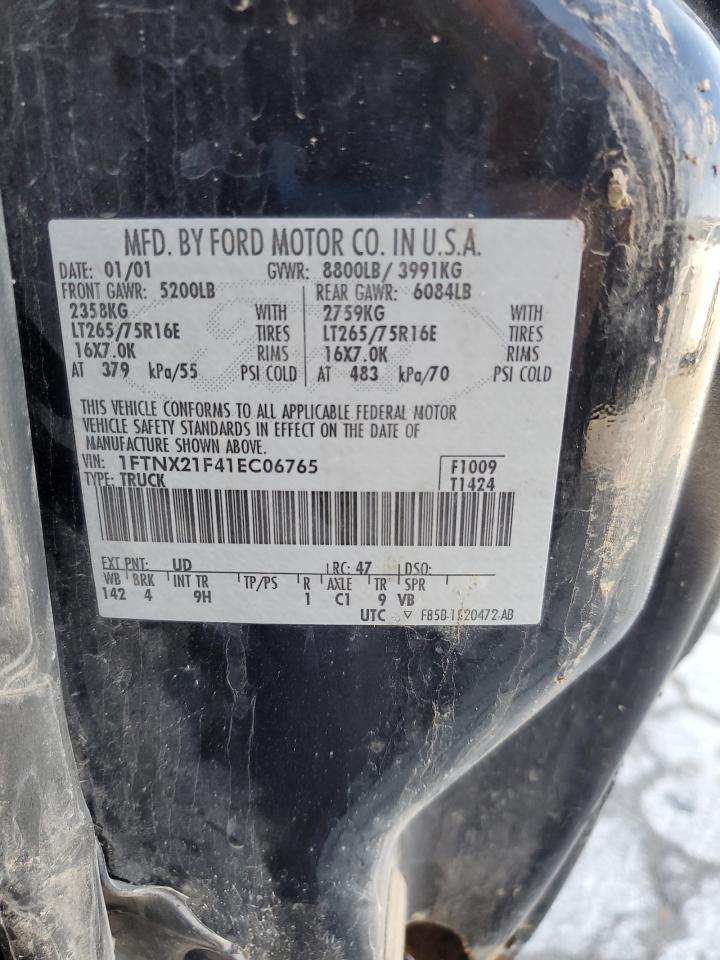 MFD. BY FORD MOTOR CO. IN U.S.A.
DATE: 01/01 GVWR: 8800LB/ 3991KG
FRONT GAWR: 5200LB REAR GAWR: 6084LB
2358KG WITH 2759KG WITH
LT265/75R16E TIRES LT265/75R16E TIRES
16X7.0K RIMS 16X7.0K RIMS
AT 379 kPa/55 PSI COLD AT 483 kPa/70 PSI COLD
THIS VEHICLE CONFORMS TO ALL APPLICABLE FEDERAL MOTOR
VEHICLE SAFETY STANDARDS IN EFFECT ON THE DATE OF
MANUFACTURE SHOWN ABOVE.
VIN: 1FTNX21F41EC06765 F1009
TYPE: TRUCK T1424
EXT PNT: UD RC: 47 DSO:
WB BRK INT TR TP/PS R AXLE TR SPR
142 4 9H 1 C1 9 VB
UTC ▽ F85B-1520472-AB